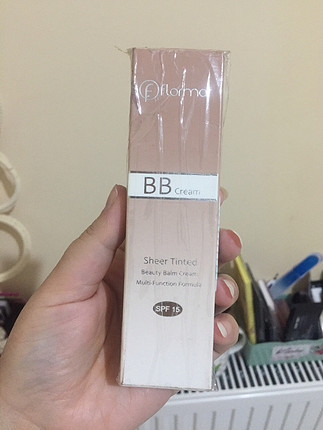 flormar
BB Cream
Sheer Tinted
Beauty Balm Cream
Multi-Function Formula
SPF 15